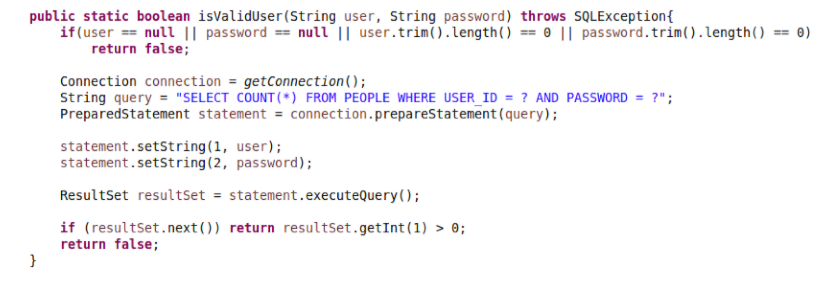 public static boolean isValidUser(String user, String password) throws SQLException{
if(user == null || password == null || user.trim().length() == 0 || password.trim().length() == 0)
return false;
Connection connection = getConnection();
String query = "SELECT COUNT(*) FROM PEOPLE WHERE USER_ID = ? AND PASSWORD = ?";
PreparedStatement statement = connection.prepareStatement(query);
statement.setString(1, user);
statement.setString(2, password);
ResultSet resultSet = statement.executeQuery();
if (resultSet.next()) return resultSet.getInt(1) > 0;
return false;
}